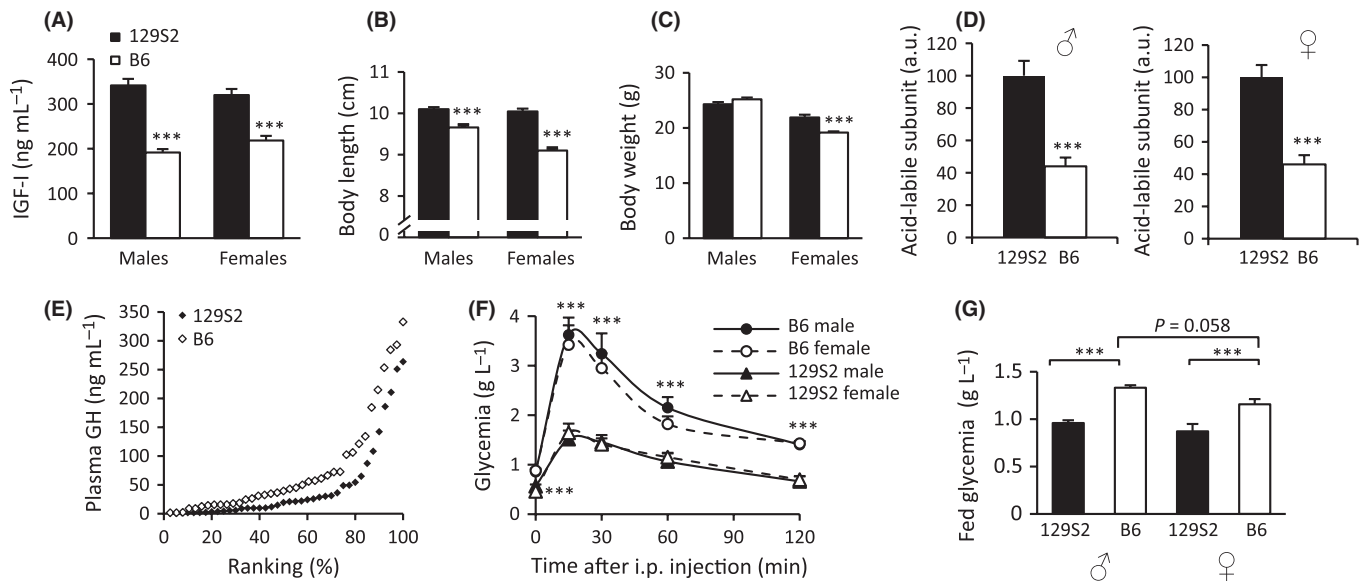 (A)
129S2
B6
IGF-I (ng mL⁻¹)
400
300
200
100
0
***
***
Males
Females
(B)
Body length (cm)
11
10
9
8
0
***
***
Males
Females
(C)
Body weight (g)
30
20
10
0
***
Males
Females
(D)
♂
Acid-labile subunit (a.u.)
120
100
80
60
40
20
0
***
129S2 B6
♀
Acid-labile subunit (a.u.)
120
100
80
60
40
20
0
***
129S2 B6
(E)
129S2
B6
Plasma GH (ng mL⁻¹)
350
300
250
200
150
100
50
0
0
20
40
60
80
100
Ranking (%)
(F)
Glycemia (g L⁻¹)
4
3
2
1
0
***
***
***
***
***
B6 male
B6 female
129S2 male
129S2 female
0
30
60
90
120
Time after i.p. injection (min)
(G)
P = 0.058
***
***
Fed glycemia (g L⁻¹)
1.5
1.0
0.5
0
129S2
B6
129S2
B6
♂
♀